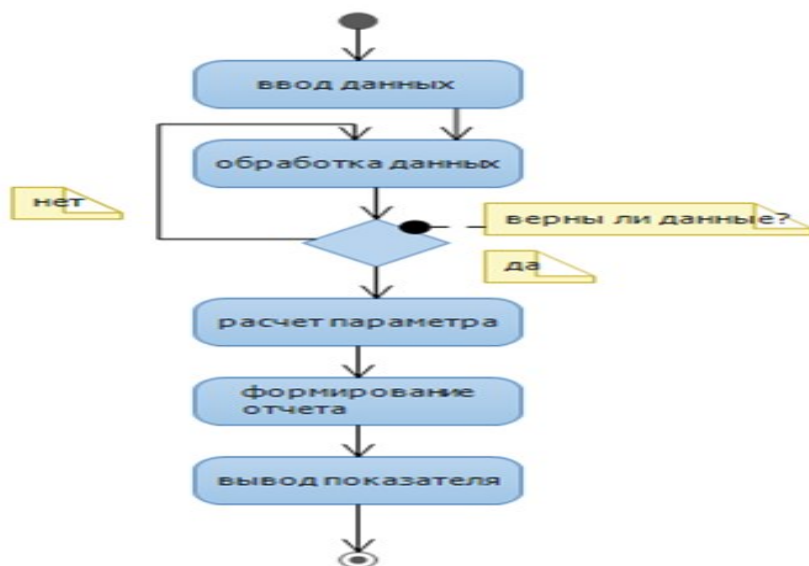 ввод данных
обработка данных
нет
верны ли данные?
да
расчет параметра
формирование
отчета
вывод показателя